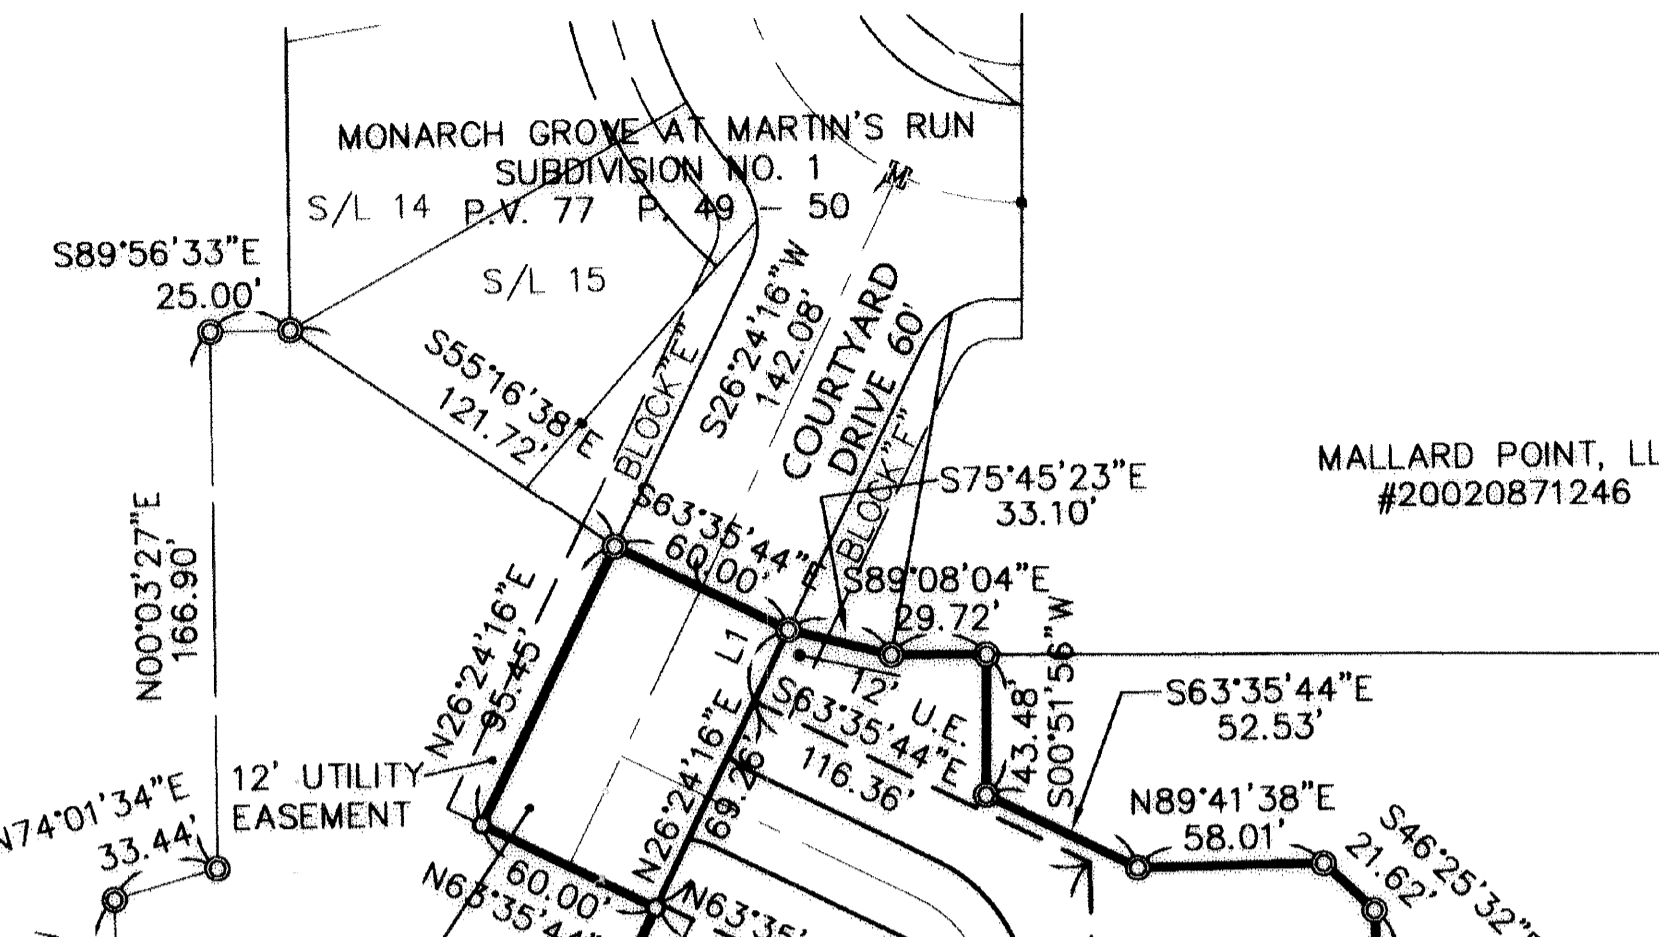 MONARCH GROVE AT MARTIN'S RUN
SUBDIVISION NO. 1
S/L 14 P.V. 77 P. 49 - 50
S89°56'33"E
25.00'
S/L 15
S55°16'38"E
121.72'
BLOCK "E"
S26°24'16"W
142.08'
COURTYARD
DRIVE 60'
BLOCK "F"
S75°45'23"E
33.10'
MALLARD POINT, LL
#20020871246
N00°03'27"E
166.90'
S63°35'44"E
60.00'
S89°08'04"E
29.72'
N26°24'16"E
95.45'
L1
12'
U.E.
S63°35'44"E
116.36'
N26°24'16"E
69.26'
43.48'
S00°51'56"W
S63°35'44"E
52.53'
12' UTILITY
EASEMENT
N89°41'38"E
58.01'
S46°25'32"E
21.62'
N74°01'34"E
33.44'
60.00'
N63°35'44"
N63°35'